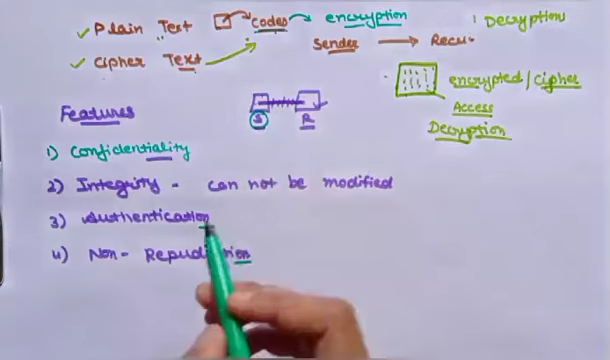 Plain Text codes encryption
Decryption
Sender
Cipher Text
encrypted / cipher
Access
Decryption
Features
S R
1) Confidentiality
2) Integrity - can not be modified
3) Authentication
4) Non - Repudiation